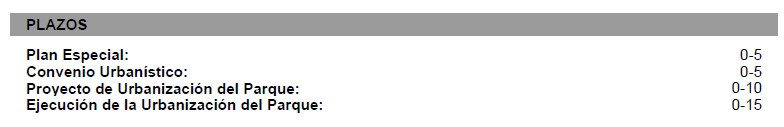 PLAZOS
Plan Especial: 0-5
Convenio Urbanístico: 0-5
Proyecto de Urbanización del Parque: 0-10
Ejecución de la Urbanización del Parque: 0-15